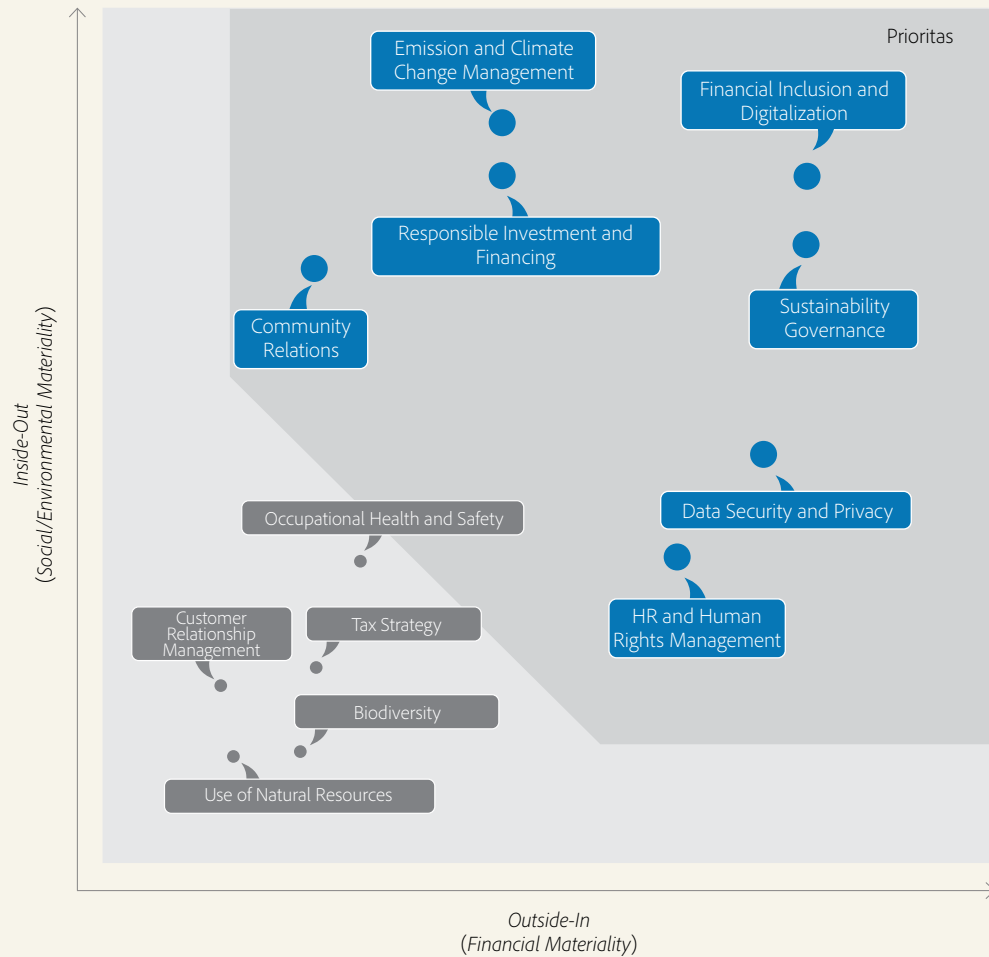 Prioritas
Emission and Climate
Change Management
Financial Inclusion and
Digitalization
Responsible Investment and
Financing
Community
Relations
Sustainability
Governance
Inside-Out
(Social/Environmental Materiality)
Data Security and Privacy
Occupational Health and Safety
HR and Human
Rights Management
Customer
Relationship
Management
Tax Strategy
Biodiversity
Use of Natural Resources
Outside-In
(Financial Materiality)